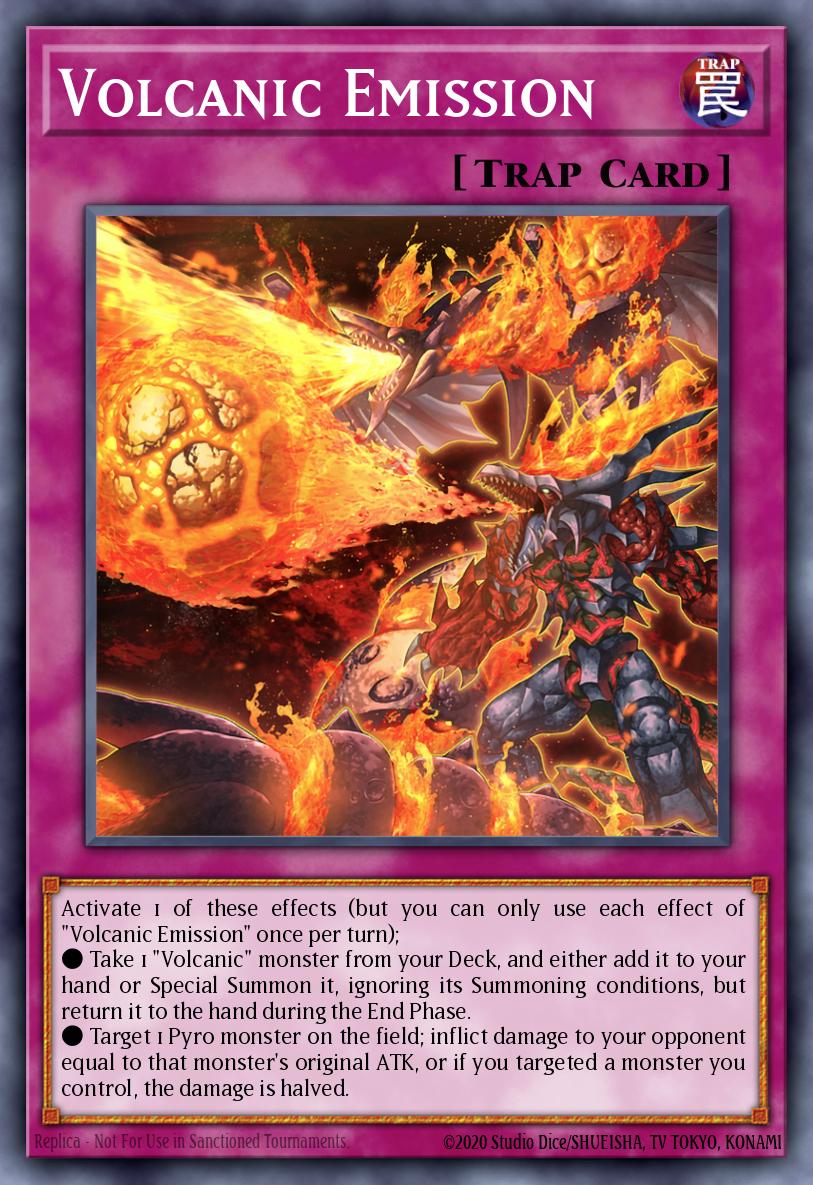 VOLCANIC EMISSION
TRAP
罠
[TRAP CARD]
Activate 1 of these effects (but you can only use each effect of
"Volcanic Emission" once per turn);
● Take 1 "Volcanic" monster from your Deck, and either add it to your
hand or Special Summon it, ignoring its Summoning conditions, but
return it to the hand during the End Phase.
● Target 1 Pyro monster on the field; inflict damage to your opponent
equal to that monster's original ATK, or if you targeted a monster you
control, the damage is halved.
Replica - Not For Use in Sanctioned Tournaments.
©2020 Studio Dice/SHUEISHA, TV TOKYO, KONAMI